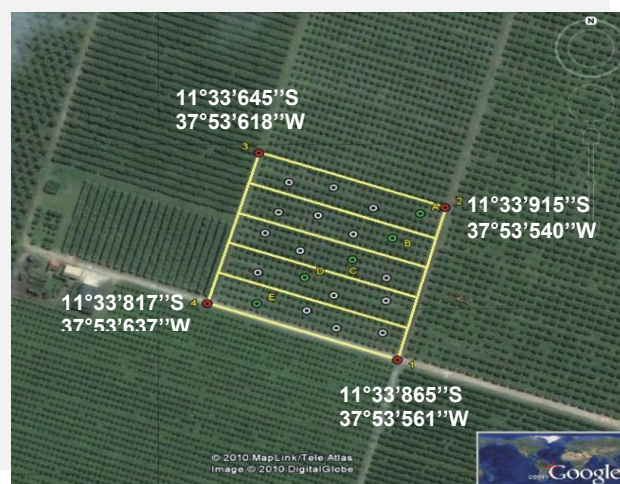 N
11°33’645’’S
37°53’618’’W
3
A
2
11°33’915’’S
37°53’540’’W
B
C
D
E
11°33’817’’S
4
37°53’637’’W
1
11°33’865’’S
37°53’561’’W
© 2010 MapLink/Tele Atlas
Image © 2010 DigitalGlobe
©2010 Google